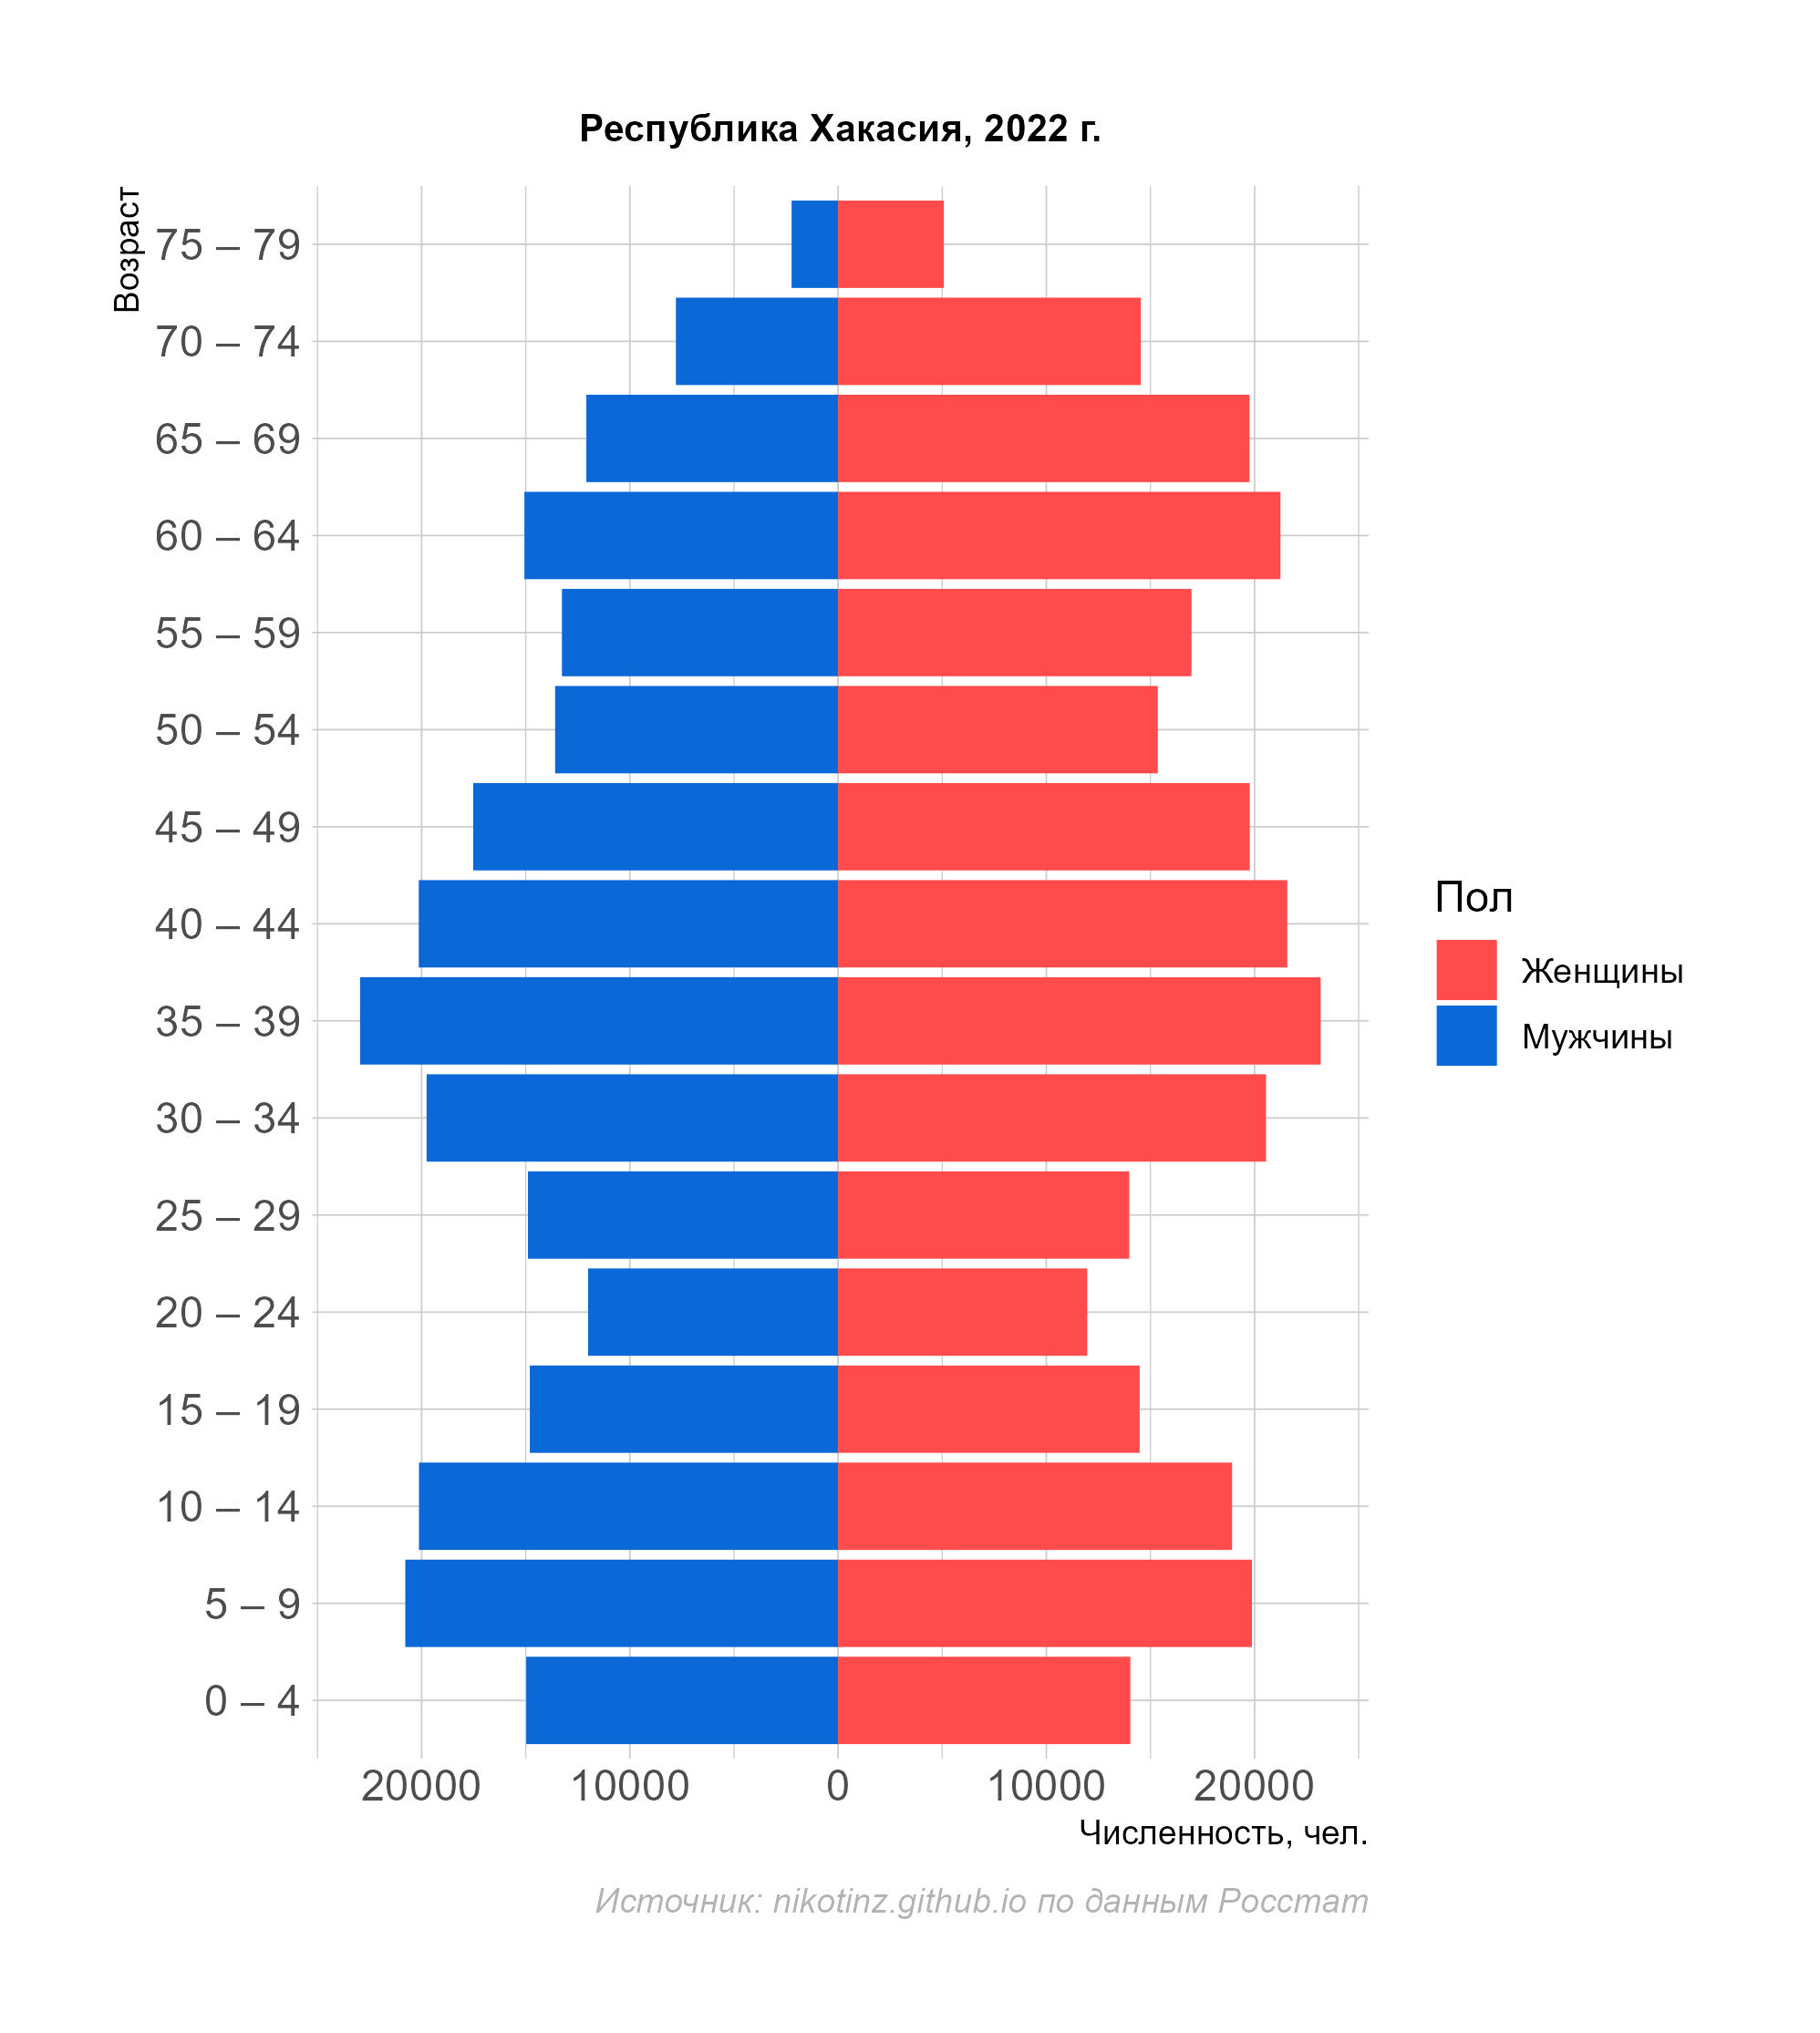 Республика Хакасия, 2022 г.
Возраст
75 – 79
70 – 74
65 – 69
60 – 64
55 – 59
50 – 54
45 – 49
40 – 44
35 – 39
30 – 34
25 – 29
20 – 24
15 – 19
10 – 14
5 – 9
0 – 4
20000 10000 0 10000 20000
Численность, чел.
Пол
Женщины
Мужчины
Источник: nikotinz.github.io по данным Росстат